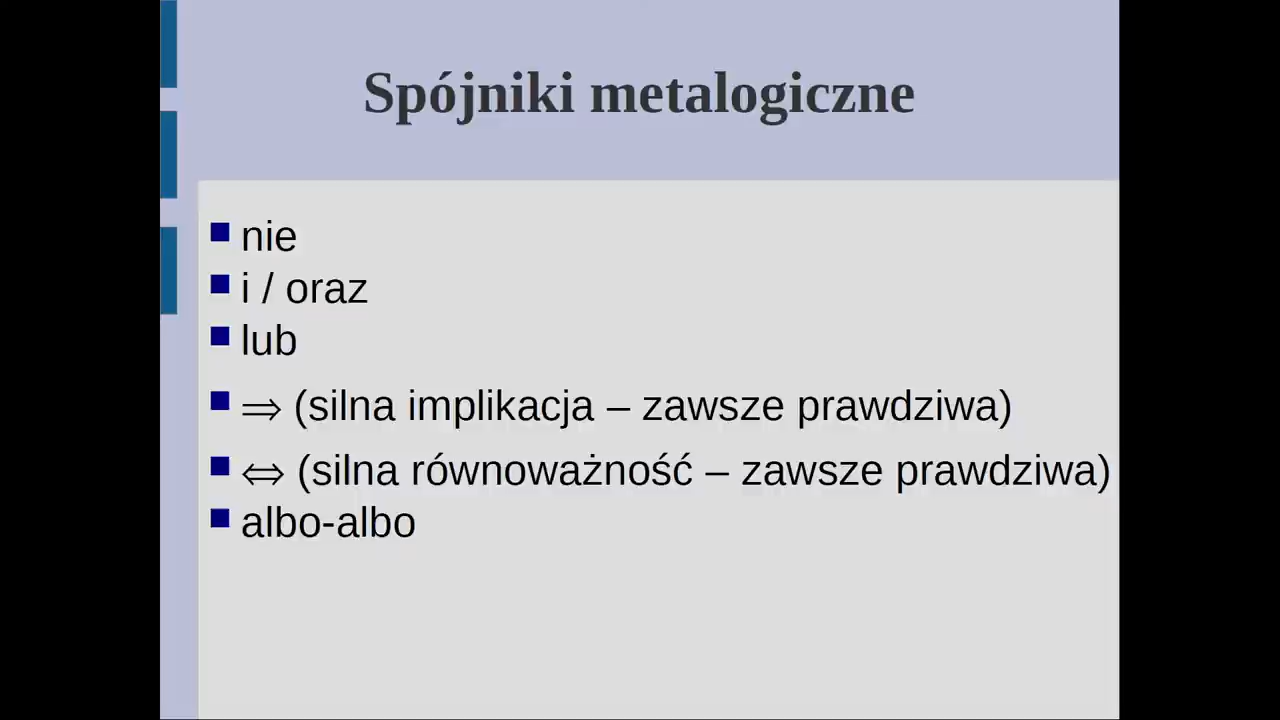 Spójniki metalogiczne
nie
i / oraz
lub
⇒ (silna implikacja – zawsze prawdziwa)
⇔ (silna równoważność – zawsze prawdziwa)
albo-albo